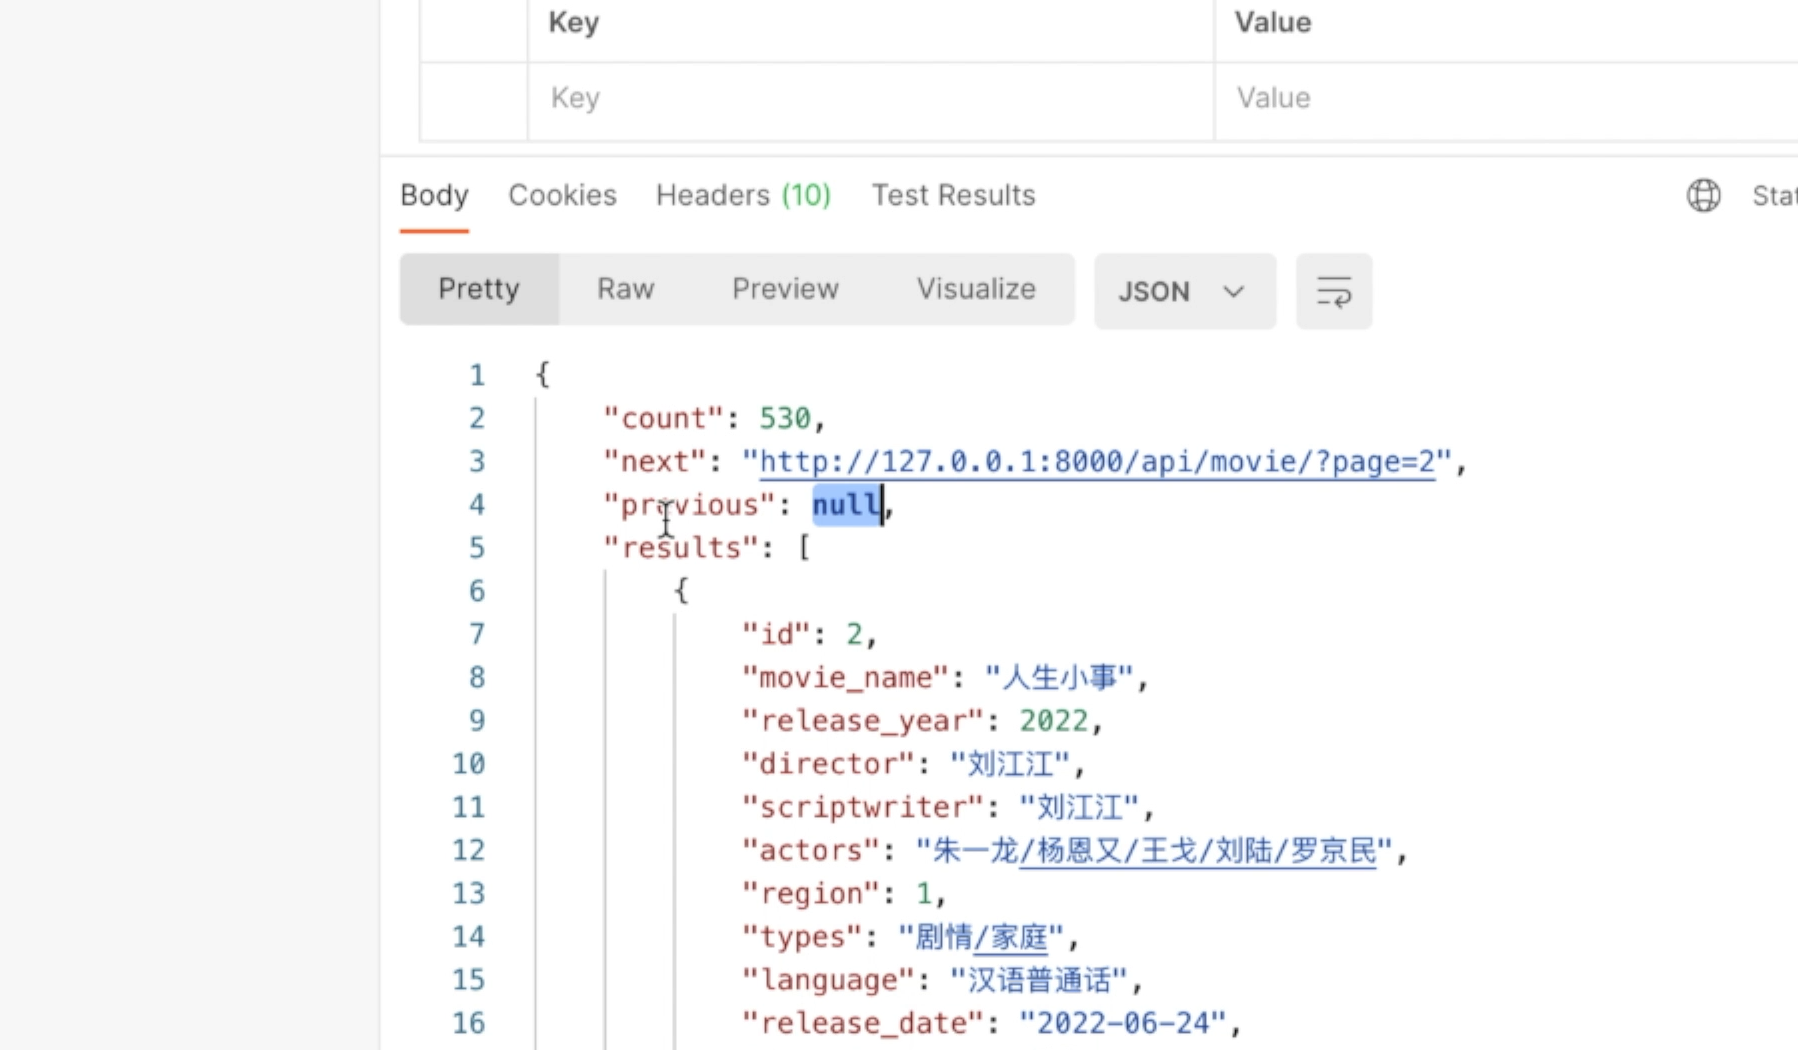 Key Value
Key Value
Body Cookies Headers (10) Test Results
Pretty Raw Preview Visualize JSON
1 {
2 "count": 530,
3 "next": "http://127.0.0.1:8000/api/movie/?page=2",
4 "previous": null,
5 "results": [
6 {
7 "id": 2,
8 "movie_name": "人生小事",
9 "release_year": 2022,
10 "director": "刘江江",
11 "scriptwriter": "刘江江",
12 "actors": "朱一龙/杨恩又/王戈/刘陆/罗京民",
13 "region": 1,
14 "types": "剧情/家庭",
15 "language": "汉语普通话",
16 "release_date": "2022-06-24",